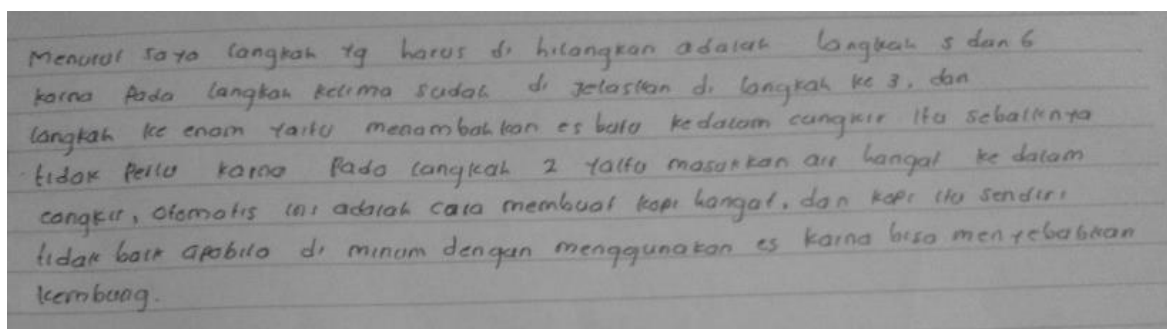 Menurut saya langkah yg harus di hilangkan adalah langkah 5 dan 6
karna pada langkah kelima sudah di jelaskan di langkah ke 3. dan
langkah ke enam yaitu menambahkan es batu kedalam cangkir itu sebaiknya
tidak perlu karna pada langkah 2 yaitu masukkan air hangat ke dalam
cangkir, otomatis ini adalah cara membuat kopi hangat. dan kopi itu sendiri
tidak baik apabila di minum dengan menggunakan es karna bisa menyebabkan
kembung.